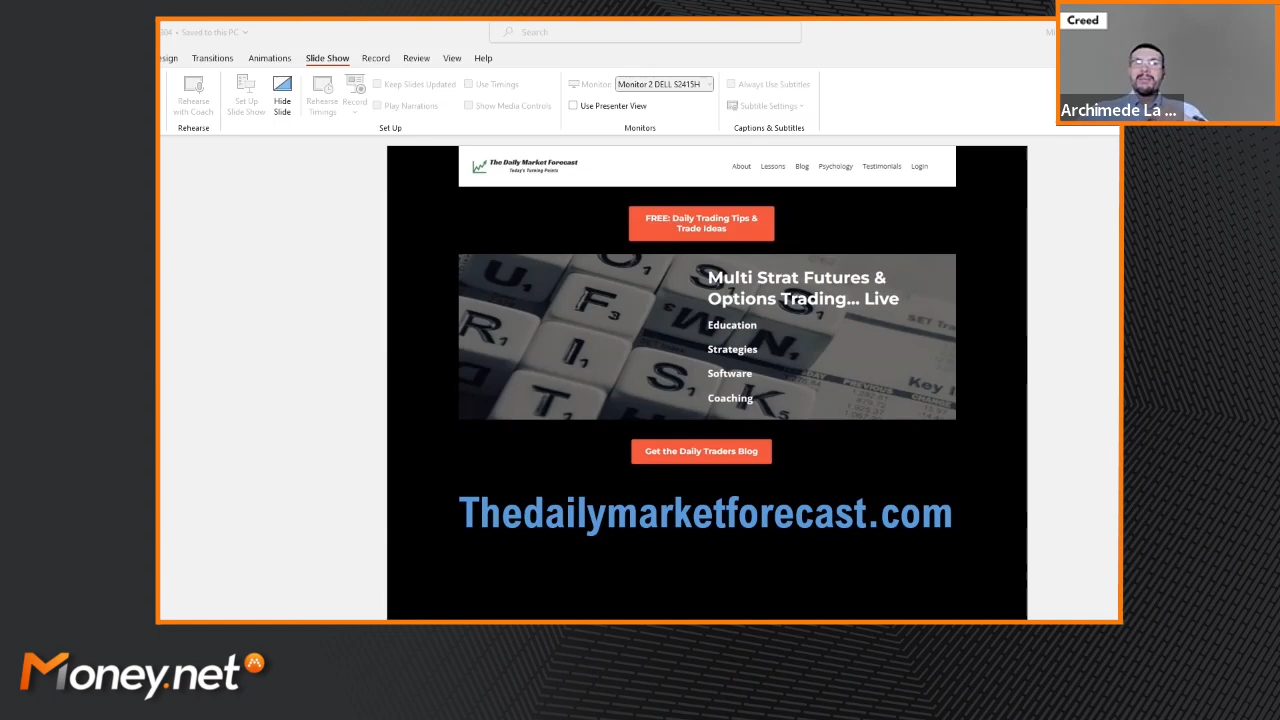 304 • Saved to this PC
Search
Creed
Archimede La ...
Transitions
Animations
Slide Show
Record
Review
View
Help
Rehearse
with Coach
Set Up
Slide Show
Hide
Slide
Rehearse
Timings
Record
Keep Slides Updated
Use Timings
Play Narrations
Show Media Controls
Monitor:
Monitor 2 DELL S2415H
Use Presenter View
Always Use Subtitles
Subtitle Settings
Rehearse
Set Up
Monitors
Captions & Subtitles
The Daily Market Forecast
Today's Turning Points
About
Lessons
Blog
Psychology
Testimonials
Login
FREE: Daily Trading Tips &
Trade Ideas
Multi Strat Futures &
Options Trading... Live
Education
Strategies
Software
Coaching
Get the Daily Traders Blog
Thedailymarketforecast.com
Money.net